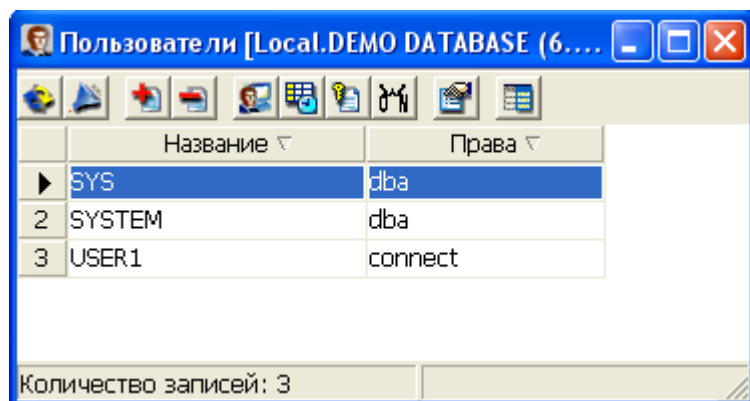 Пользователи [Local.DEMO DATABASE (6....
Название Права
SYS dba
2 SYSTEM dba
3 USER1 connect
Количество записей: 3